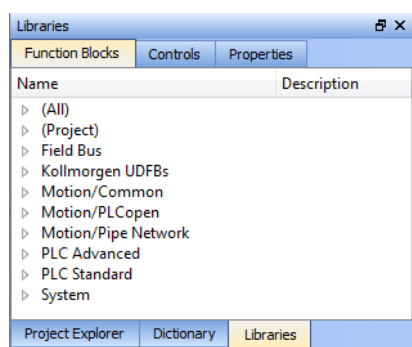 Libraries
Function Blocks Controls Properties
Name Description
(All)
(Project)
Field Bus
Kollmorgen UDFBs
Motion/Common
Motion/PLCopen
Motion/Pipe Network
PLC Advanced
PLC Standard
System
Project Explorer Dictionary Libraries